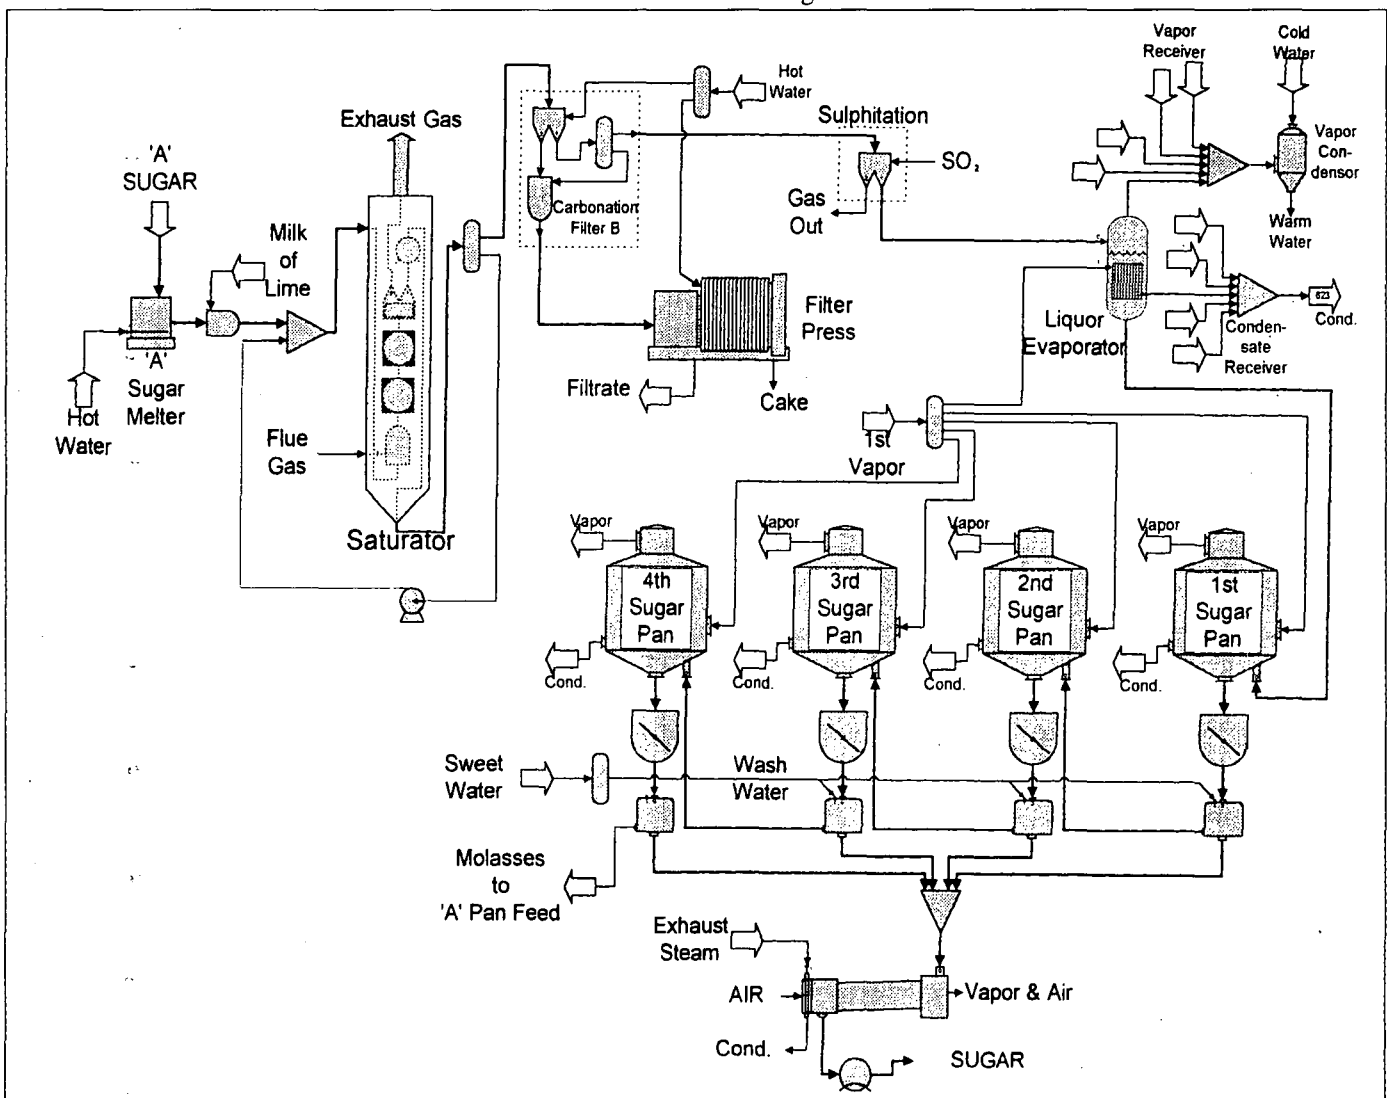 Vapor
Receiver
Cold
Water
Hot
Water
Exhaust Gas
Sulphitation
'A'
SUGAR
SO₂
Vapor
Con-
densor
Gas
Out
Carbonation
Filter B
Milk
of
Lime
Warm
Water
Filter
Press
Liquor
Evaporator
Conden-
sate
Receiver
623
Cond.
'A'
Sugar
Melter
Hot
Water
Filtrate
Cake
Flue
Gas
1st
Vapor
Saturator
Vapor
Vapor
Vapor
Vapor
4th
Sugar
Pan
3rd
Sugar
Pan
2nd
Sugar
Pan
1st
Sugar
Pan
Cond.
Cond.
Cond.
Cond.
Sweet
Water
Wash
Water
Molasses
to
'A' Pan Feed
Exhaust
Steam
AIR
Vapor & Air
Cond.
SUGAR